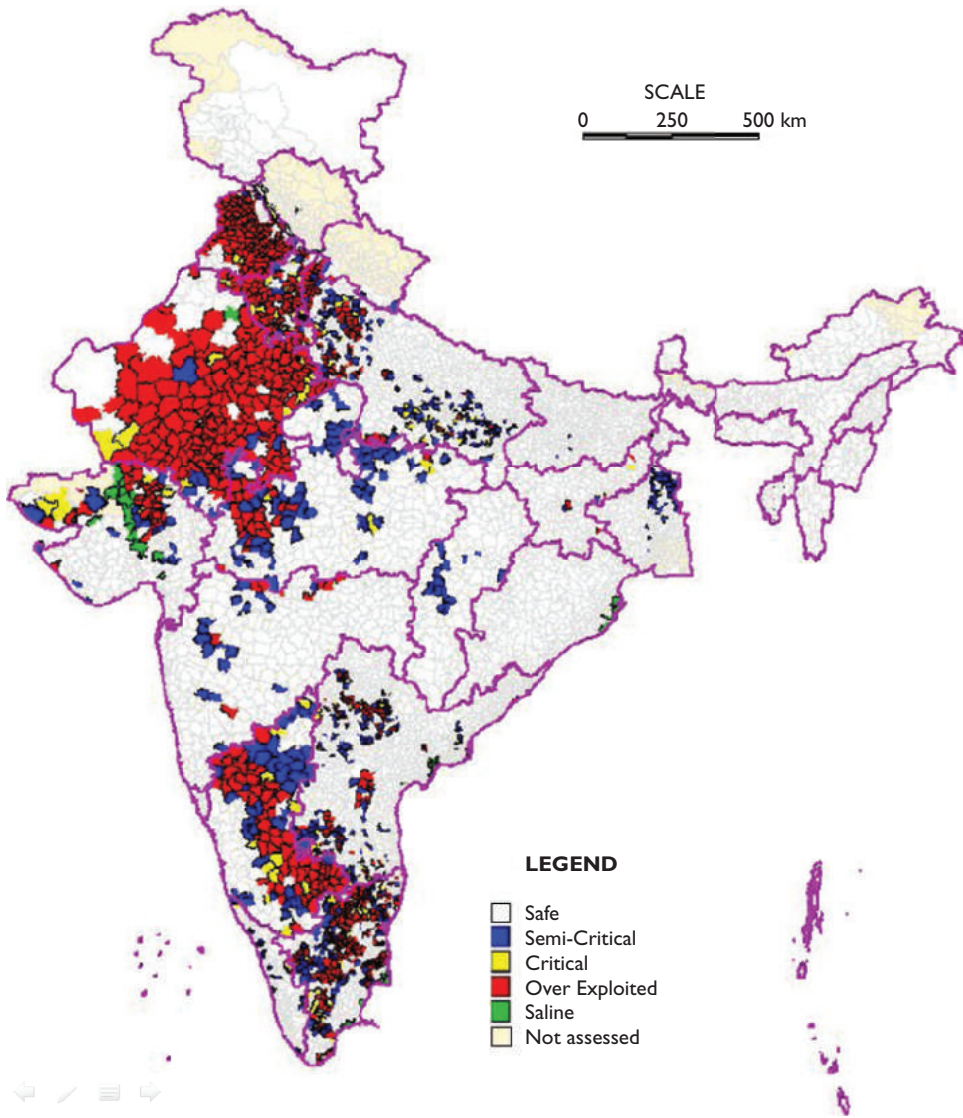 SCALE
0 250 500 km
LEGEND
Safe
Semi-Critical
Critical
Over Exploited
Saline
Not assessed